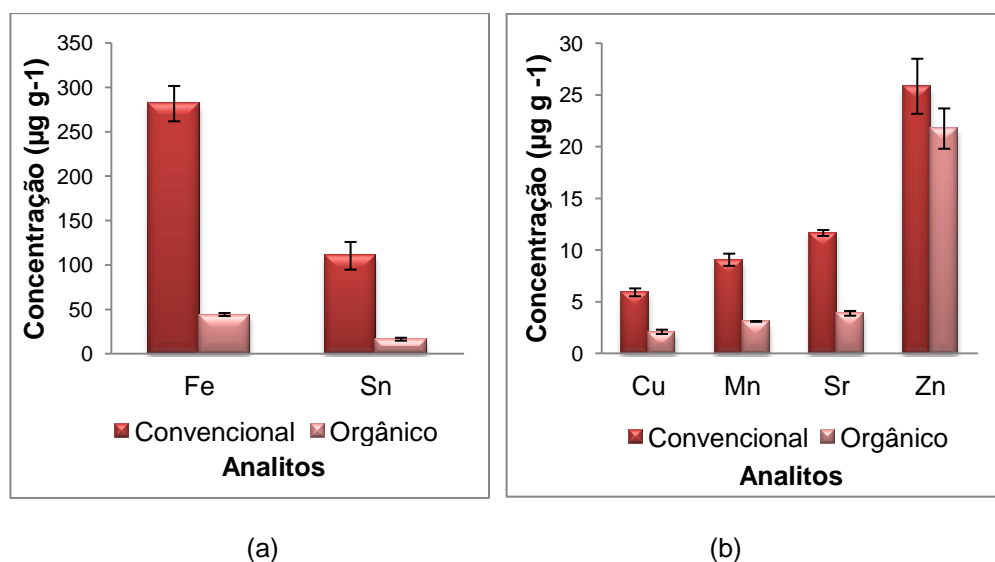 Concentração (µg g-1)
350
300
250
200
150
100
50
0
Fe Sn
Convencional Orgânico
Analitos
(a)
Concentração (µg g -1)
30
25
20
15
10
5
0
Cu Mn Sr Zn
Convencional Orgânico
Analitos
(b)